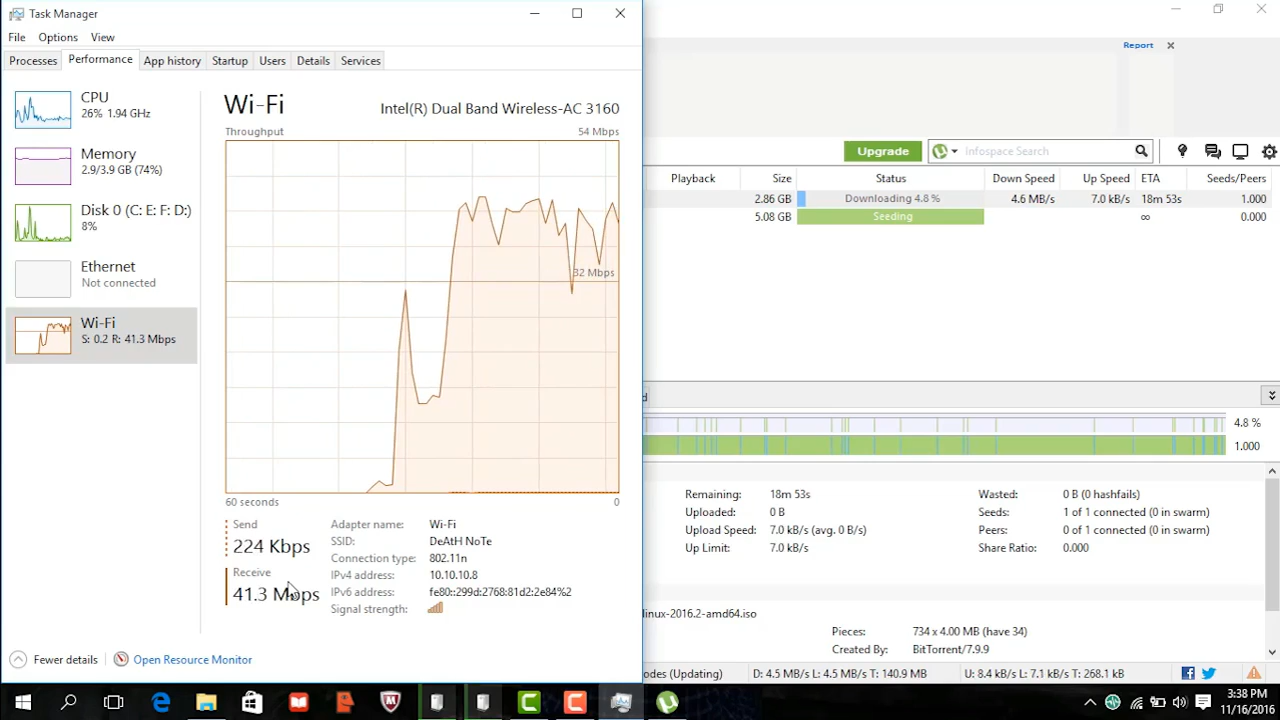 Task Manager
File Options View
Processes Performance App history Startup Users Details Services
CPU
26% 1.94 GHz
Memory
2.9/3.9 GB (74%)
Disk 0 (C: E: F: D:)
8%
Ethernet
Not connected
Wi-Fi
S: 0.2 R: 41.3 Mbps
Wi-Fi Intel(R) Dual Band Wireless-AC 3160
Throughput 54 Mbps
32 Mbps
60 seconds 0
Send
224 Kbps
Receive
41.3 Mbps
Adapter name: Wi-Fi
SSID: DeAtH NoTe
Connection type: 802.11n
IPv4 address: 10.10.10.8
IPv6 address: fe80::299d:2768:81d2:2e84%2
Signal strength:
Fewer details Open Resource Monitor
Report
Upgrade Infospace Search
Playback Size Status Down Speed Up Speed ETA Seeds/Peers
2.86 GB Downloading 4.8 % 4.6 MB/s 7.0 kB/s 18m 53s 1.000
5.08 GB Seeding ∞ 0.000
4.8 %
1.000
Remaining: 18m 53s Wasted: 0 B (0 hashfails)
Uploaded: 0 B Seeds: 1 of 1 connected (0 in swarm)
Upload Speed: 7.0 kB/s (avg. 0 B/s) Peers: 0 of 1 connected (0 in swarm)
Up Limit: 7.0 kB/s Share Ratio: 0.000
linux-2016.2-amd64.iso
Pieces: 734 x 4.00 MB (have 34)
Created By: BitTorrent/7.9.9
odes (Updating) D: 4.5 MB/s L: 4.5 MB/s T: 140.9 MB U: 8.4 kB/s L: 7.1 kB/s T: 268.1 kB
3:38 PM
11/16/2016